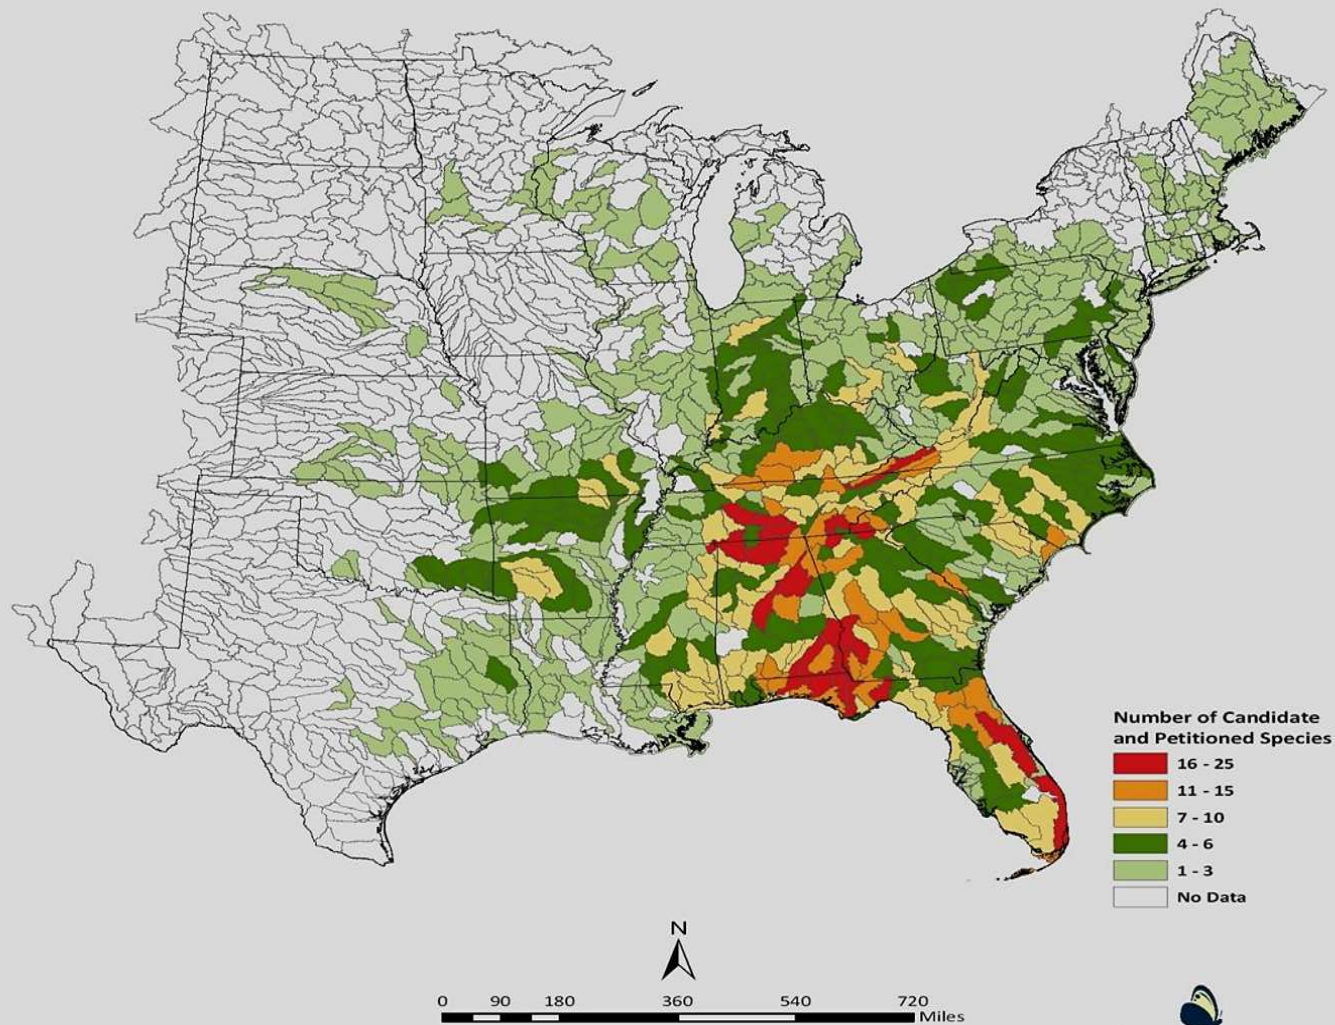 Number of Candidate
and Petitioned Species
16 - 25
11 - 15
7 - 10
4 - 6
1 - 3
No Data
N
0 90 180 360 540 720
Miles